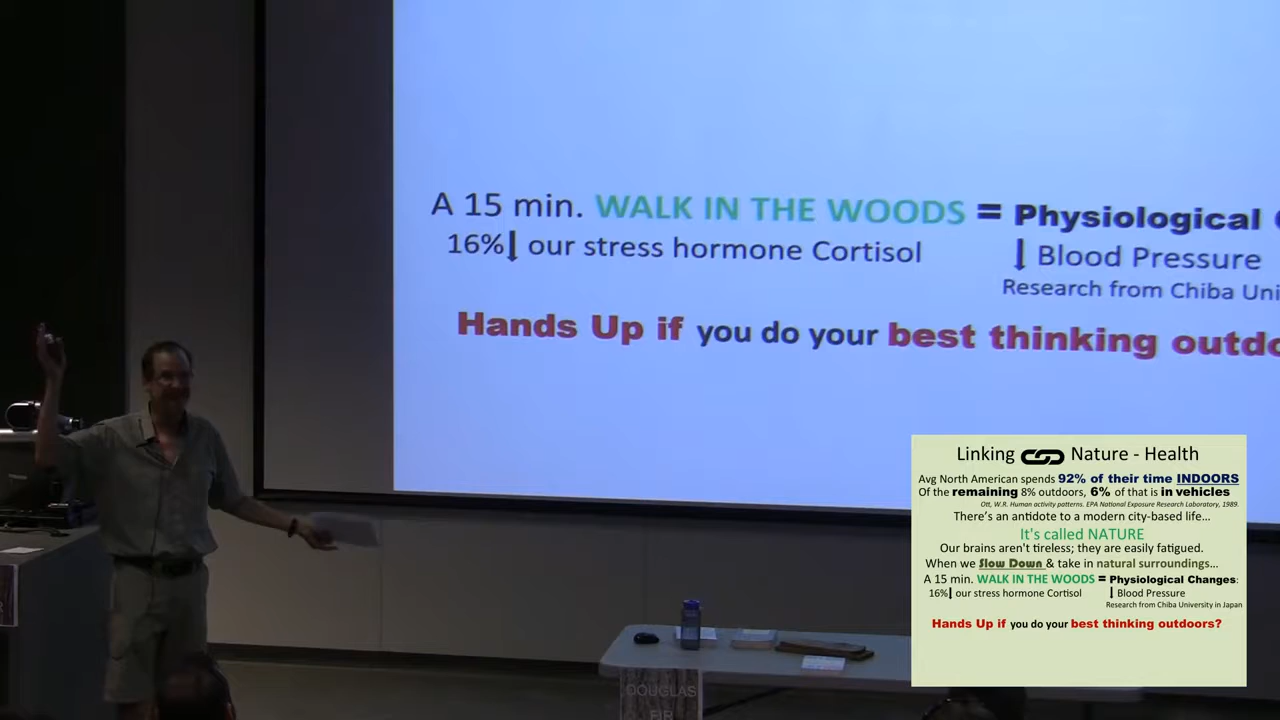 A 15 min. WALK IN THE WOODS = Physiological
16%↓ our stress hormone Cortisol ↓ Blood Pressure
Research from Chiba Uni
Hands Up if you do your best thinking outdo
Linking Nature - Health
Avg North American spends 92% of their time INDOORS
Of the remaining 8% outdoors, 6% of that is in vehicles
Ott, W.R. Human activity patterns. EPA National Exposure Research Laboratory, 1989.
There's an antidote to a modern city-based life...
It's called NATURE
Our brains aren't tireless; they are easily fatigued.
When we Slow Down & take in natural surroundings...
A 15 min. WALK IN THE WOODS = Physiological Changes:
16%↓ our stress hormone Cortisol ↓ Blood Pressure
Research from Chiba University in Japan
Hands Up if you do your best thinking outdoors?
DOUGLAS
FIR